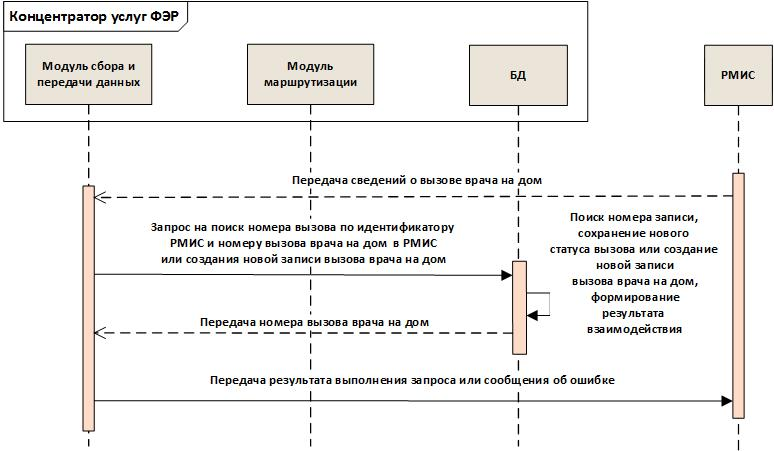 Концентратор услуг ФЭР
Модуль сбора и
передачи данных
Модуль
маршрутизации
БД
РМИС
Передача сведений о вызове врача на дом
Запрос на поиск номера вызова по идентификатору
РМИС и номеру вызова врача на дом в РМИС
или создания новой записи вызова врача на дом
Поиск номера записи,
сохранение нового
статуса вызова или создание
новой записи
вызова врача на дом,
формирование
результата
взаимодействия
Передача номера вызова врача на дом
Передача результата выполнения запроса или сообщения об ошибке